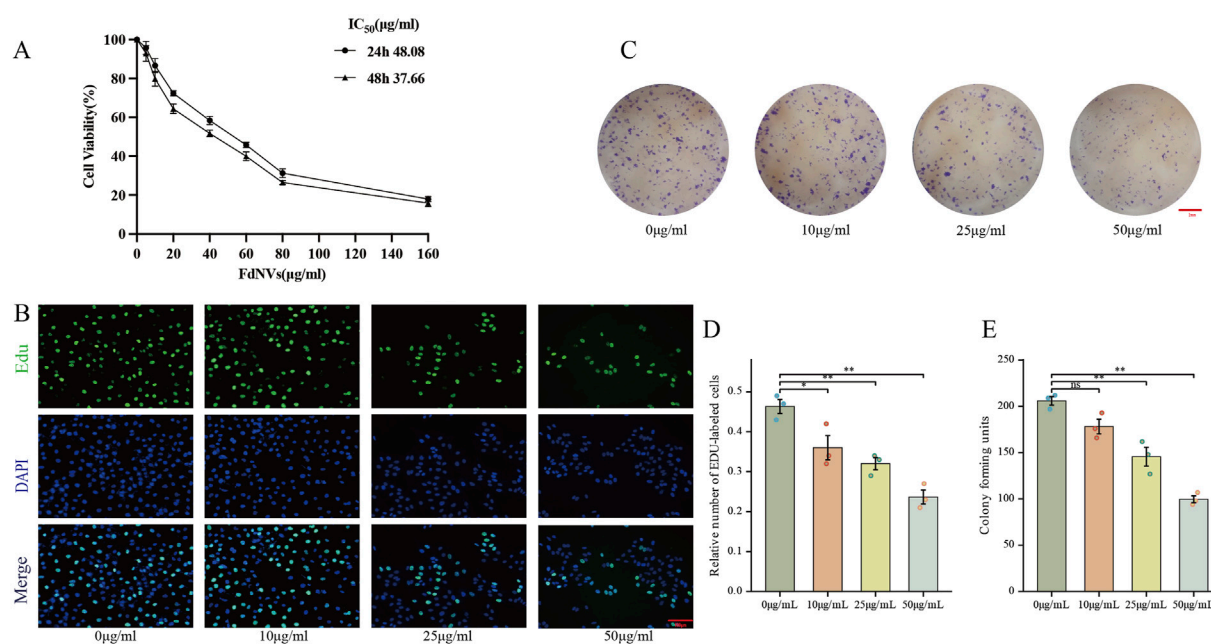 A
IC50(μg/ml)
24h 48.08
48h 37.66
Cell Viability(%)
100
80
60
40
20
0
0 20 40 60 80 100 120 140 160
FdNVs(μg/ml)
C
0μg/ml 10μg/ml 25μg/ml 50μg/ml
B
Edu
DAPI
Merge
0μg/ml 10μg/ml 25μg/ml 50μg/ml
D
Relative number of EDU-labeled cells
0.5
0.4
0.3
0.2
0.1
0.0
**
**
*
0μg/mL 10μg/mL 25μg/mL 50μg/mL
E
Colony forming units
250
200
150
100
50
0
**
**
ns
0μg/mL 10μg/mL 25μg/mL 50μg/mL